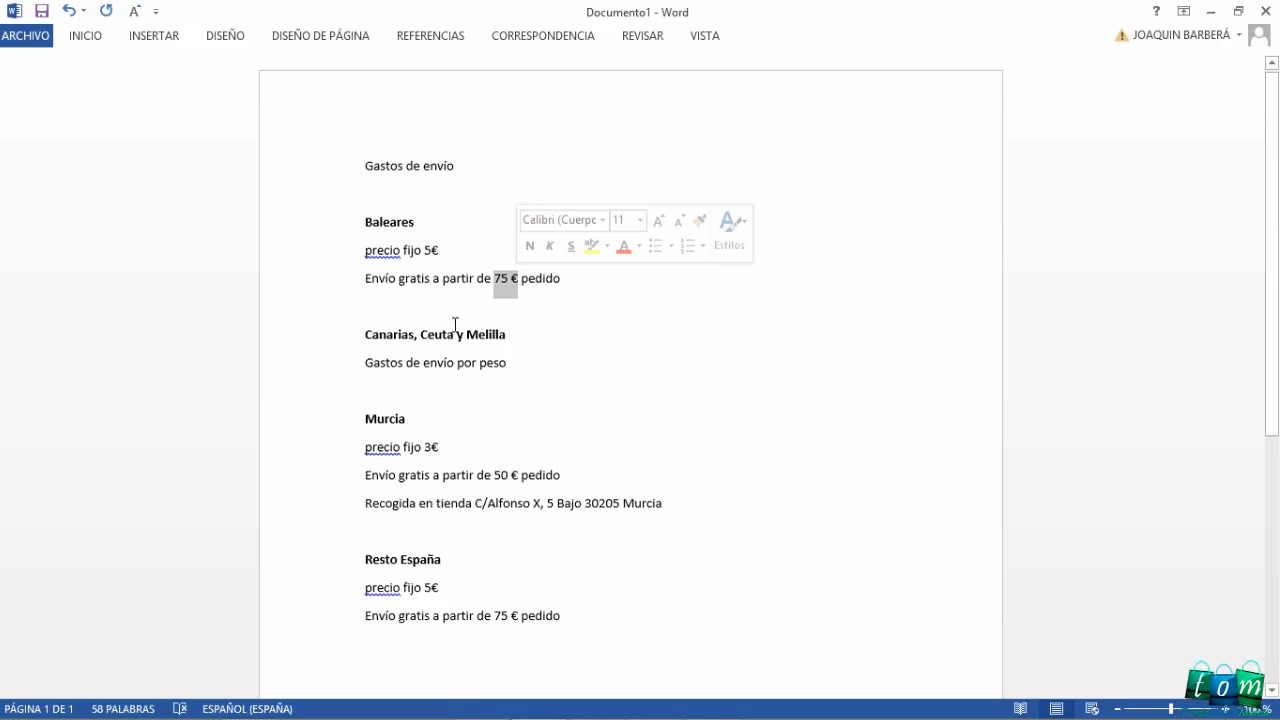 Documento1 - Word
ARCHIVO INICIO INSERTAR DISEÑO DISEÑO DE PÁGINA REFERENCIAS CORRESPONDENCIA REVISAR VISTA JOAQUIN BARBERÁ
Gastos de envío
Baleares
precio fijo 5€
Envío gratis a partir de 75 € pedido
Calibri (Cuerpc 11
N K S Estilos
Canarias, Ceuta y Melilla
Gastos de envío por peso
Murcia
precio fijo 3€
Envío gratis a partir de 50 € pedido
Recogida en tienda C/Alfonso X, 5 Bajo 30205 Murcia
Resto España
precio fijo 5€
Envío gratis a partir de 75 € pedido
tom
PÁGINA 1 DE 1 58 PALABRAS ESPAÑOL (ESPAÑA)